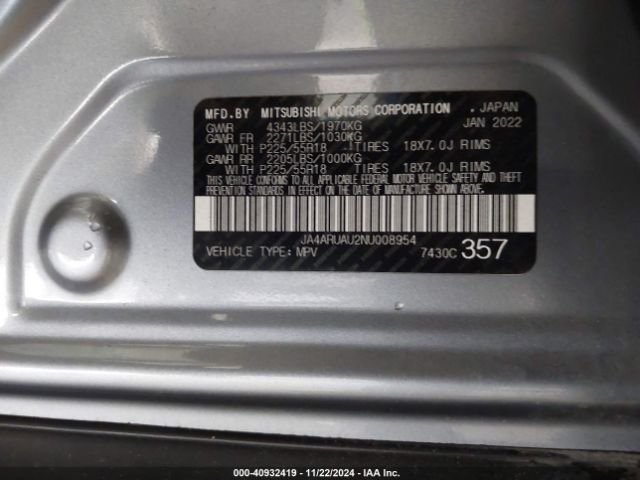 MFD.BY MITSUBISHI MOTORS CORPORATION . JAPAN
GVWR 4343LBS/1970KG JAN 2022
GAWR FR 2271LBS/1030KG
WITH P225/55R18 TIRES 18X7.0J RIMS
GAWR RR 2205LBS/1000KG
WITH P225/55R18 TIRES 18X7.0J RIMS
THIS VEHICLE CONFORMS TO ALL APPLICABLE FEDERAL MOTOR VEHICLE SAFETY AND THEFT
PREVENTION STANDARDS IN EFFECT ON THE DATE OF MANUFACTURE SHOWN ABOVE.
JA4ARUAU2NU008954
VEHICLE TYPE: MPV 7430C 357
000-40932419 - 11/22/2024 - IAA Inc.